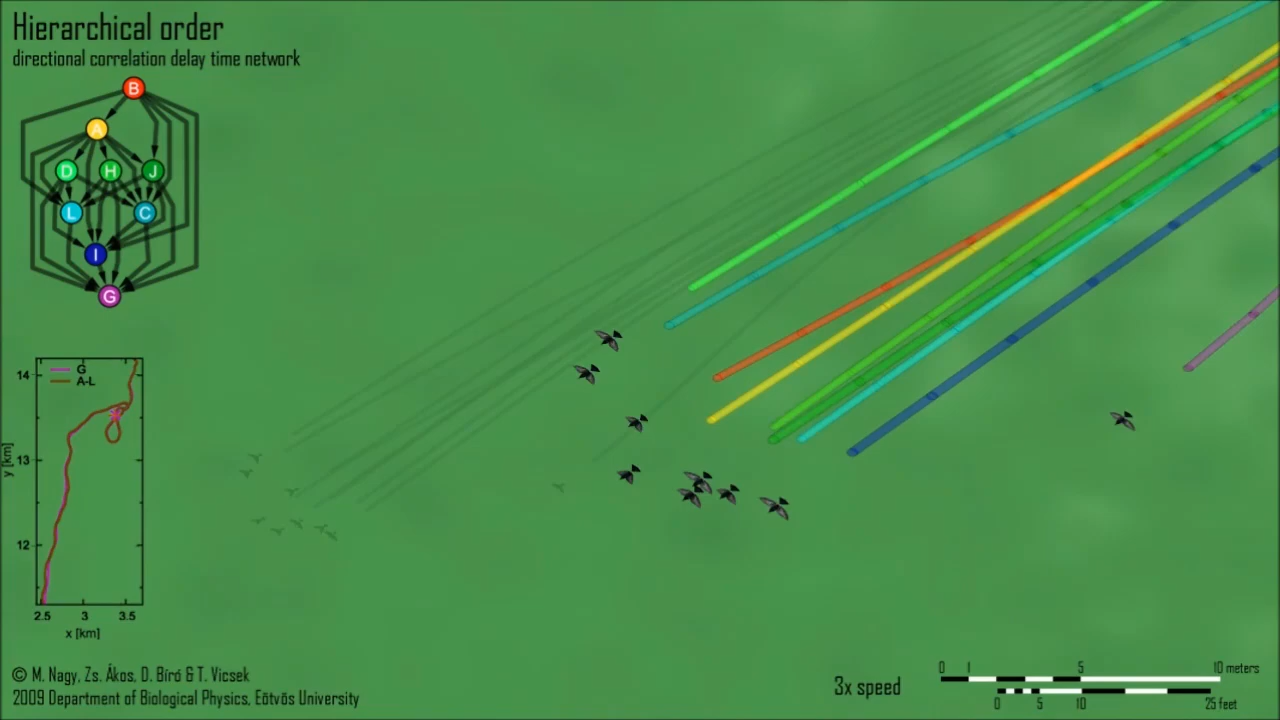 Hierarchical order
directional correlation delay time network
B
A
D H J
L C
I
G
G
A-L
14
13
12
y [km]
2.5 3 3.5
x [km]
© M. Nagy, Zs. Ákos, D. Bíró & T. Vicsek
2009 Department of Biological Physics, Eötvös University
3x speed
0 1 5 10 meters
0 5 10 25 feet